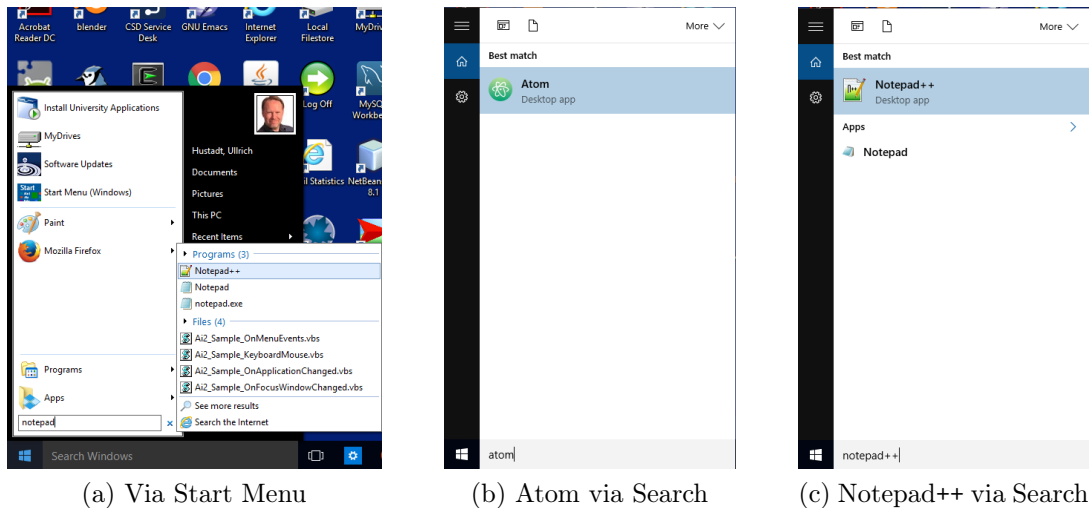 Acrobat Reader DC
blender
CSD Service Desk
GNU Emacs
Internet Explorer
Local Filestore
MyDriv
Log Off
MySQ
Workbe
il Statistics
NetBean
8.1
Install University Applications
MyDrives
Software Updates
Start Menu (Windows)
Paint
Mozilla Firefox
Programs
Apps
notepad
Hustadt, Ullrich
Documents
Pictures
This PC
Recent Items
Programs (3)
Notepad++
Notepad
notepad.exe
Files (4)
Ai2_Sample_OnMenuEvents.vbs
Ai2_Sample_KeyboardMouse.vbs
Ai2_Sample_OnApplicationChanged.vbs
Ai2_Sample_OnFocusWindowChanged.vbs
See more results
Search the Internet
Search Windows
(a) Via Start Menu
More
Best match
Atom
Desktop app
atom
(b) Atom via Search
More
Best match
Notepad++
Desktop app
Apps
Notepad
notepad++
(c) Notepad++ via Search